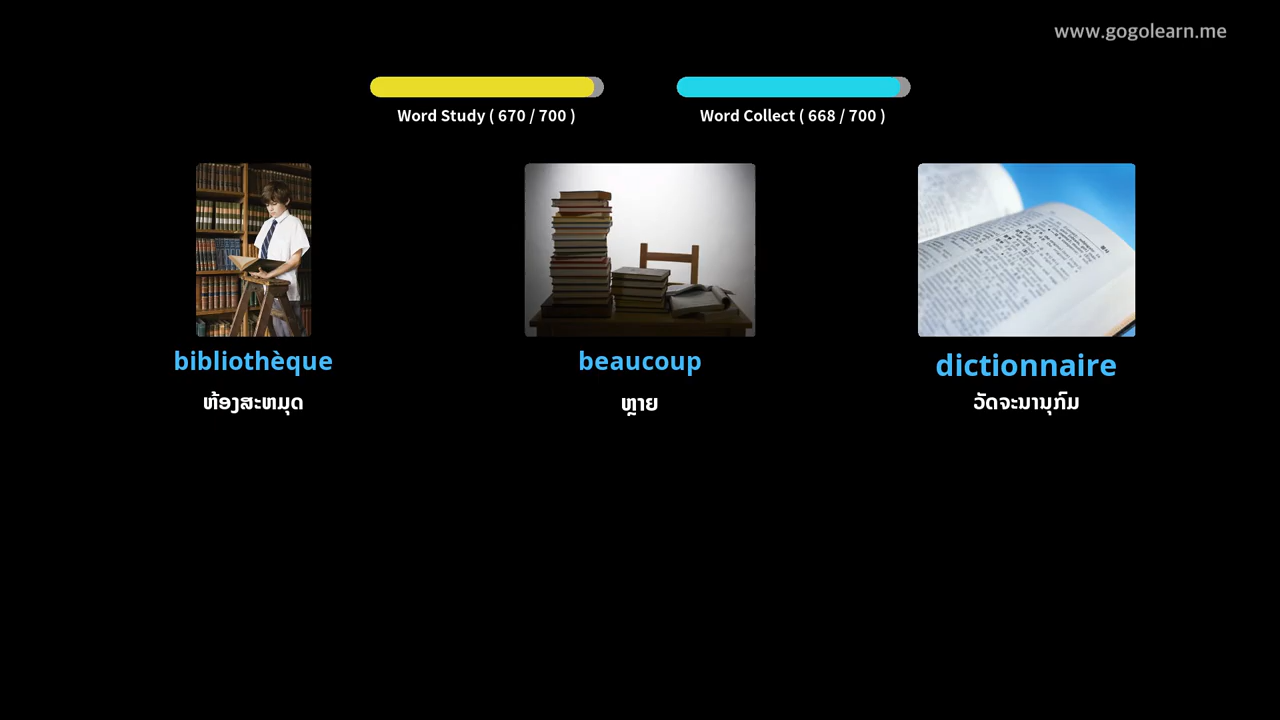 www.gogolearn.me
Word Study ( 670 / 700 )
Word Collect ( 668 / 700 )
bibliothèque
beaucoup
dictionnaire
ຫ້ອງສະຫມຸດ
ຫຼາຍ
ວັດຈະນານຸກົມ